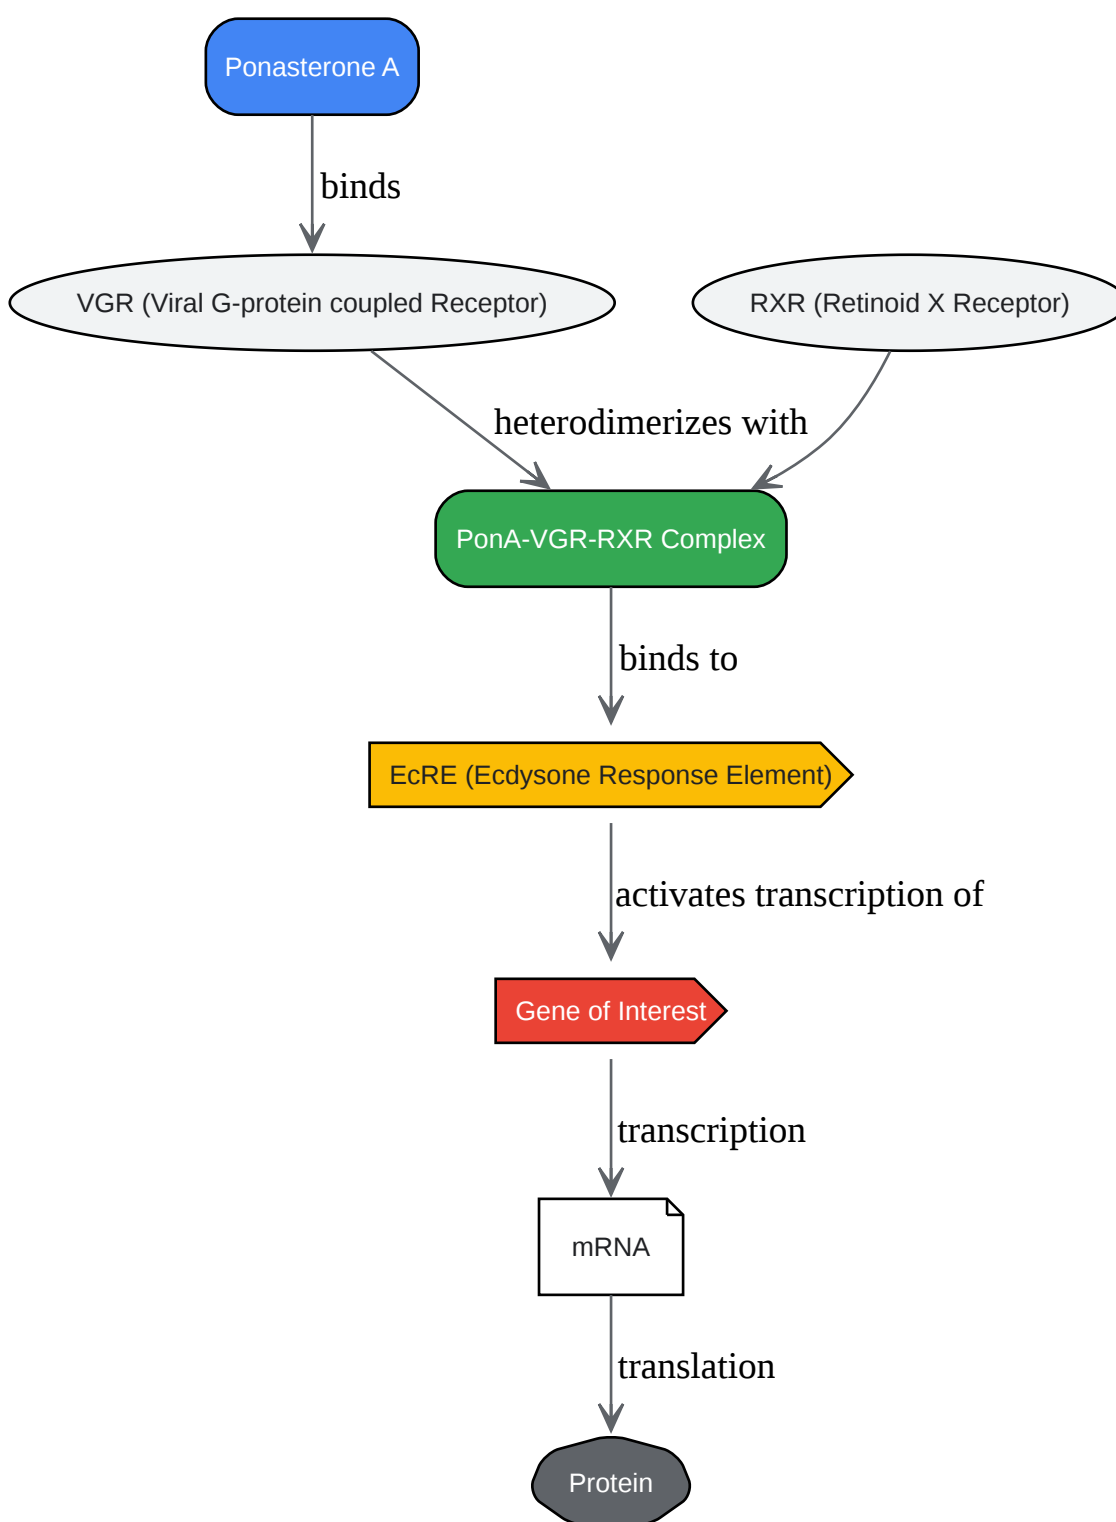 Ponasterone A
binds
VGR (Viral G-protein coupled Receptor)
RXR (Retinoid X Receptor)
heterodimerizes with
PonA-VGR-RXR Complex
binds to
EcRE (Ecdysone Response Element)
activates transcription of
Gene of Interest
transcription
mRNA
translation
Protein